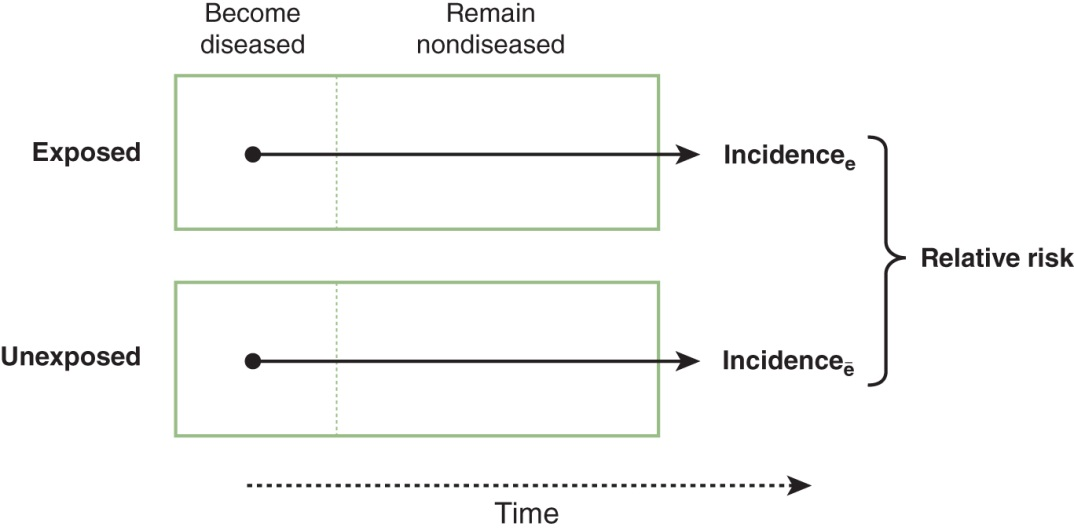 Become
diseased
Remain
nondiseased
Exposed
Incidenceₑ
Relative risk
Unexposed
Incidenceₑ̄
Time